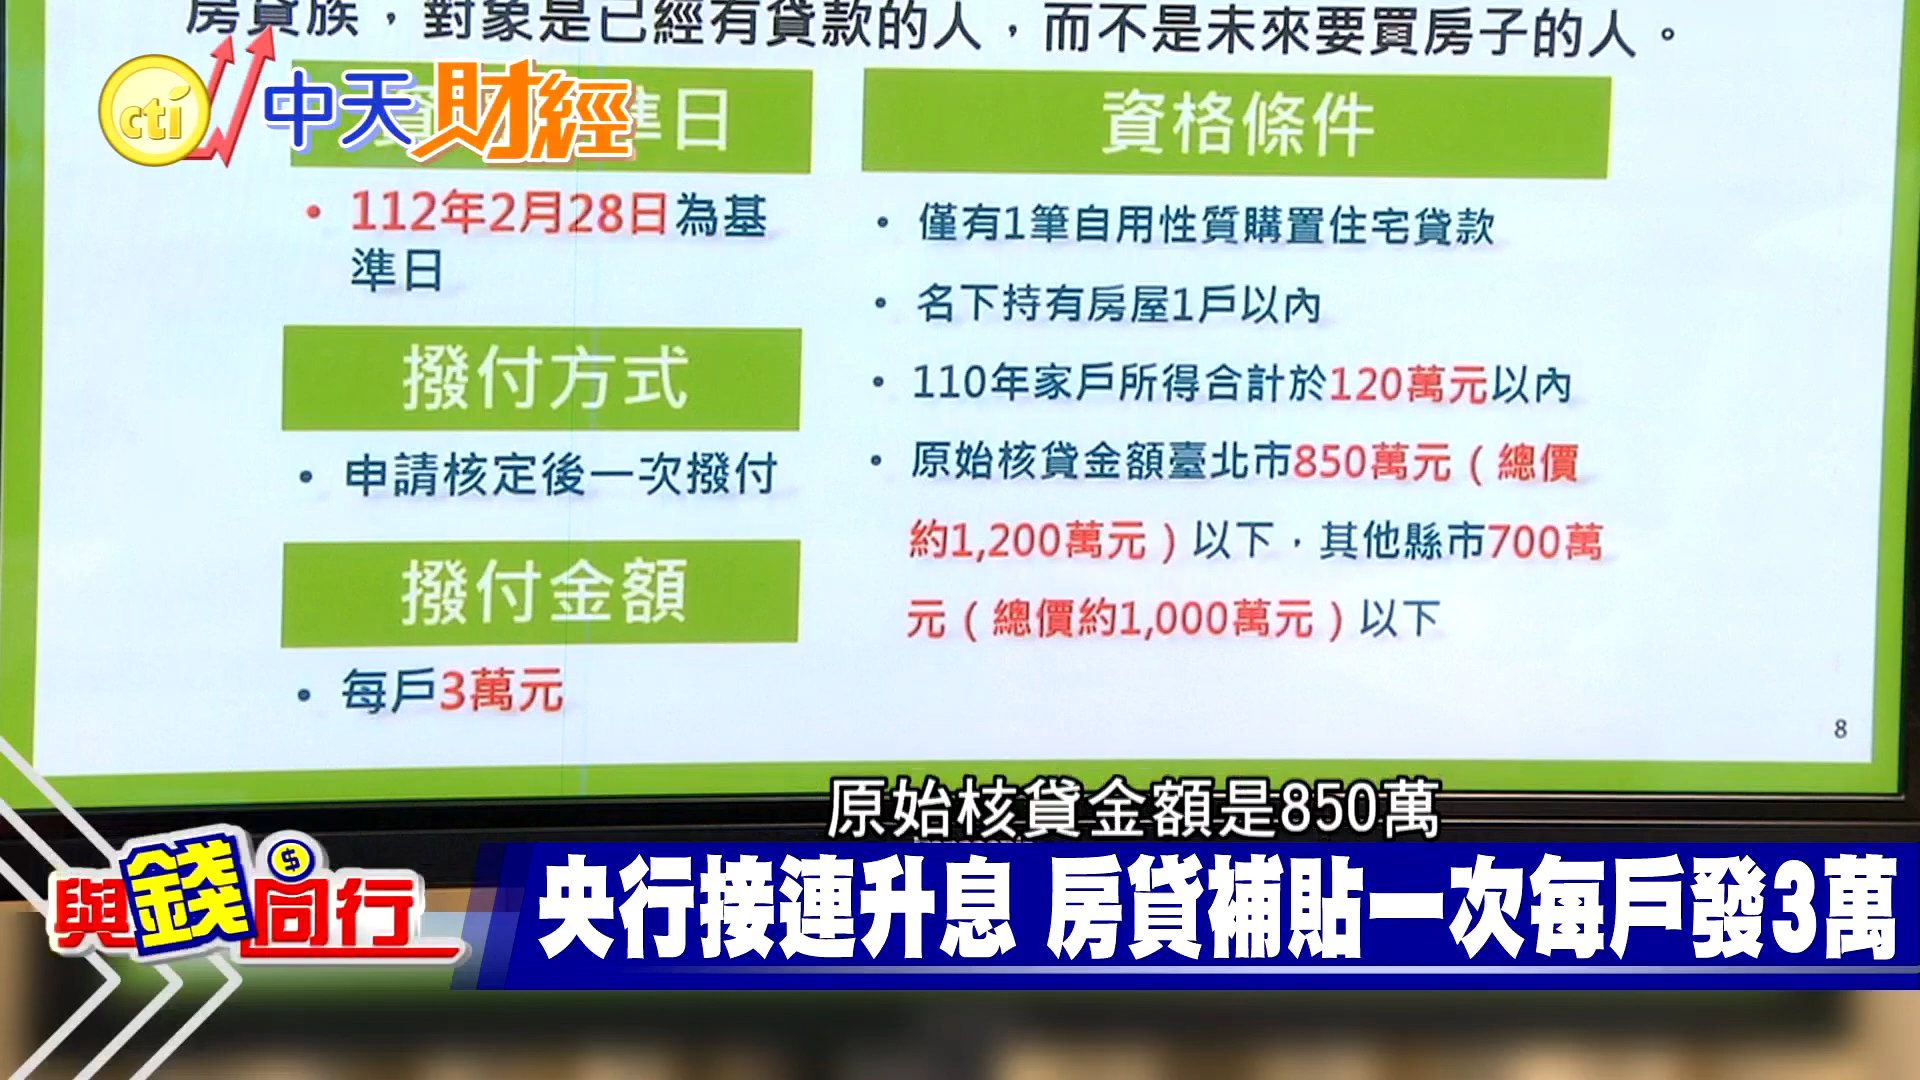 房貸族，對象是已經有貸款的人，而不是未來要買房子的人。
cti 中天財經
準日
• 112年2月28日為基
準日
撥付方式
• 申請核定後一次撥付
撥付金額
• 每戶3萬元
資格條件
• 僅有1筆自用性質購置住宅貸款
• 名下持有房屋1戶以內
• 110年家戶所得合計於120萬元以內
• 原始核貸金額臺北市850萬元（總價
約1,200萬元）以下，其他縣市700萬
元（總價約1,000萬元）以下
8
原始核貸金額是850萬
與錢同行
央行接連升息 房貸補貼一次每戶發3萬